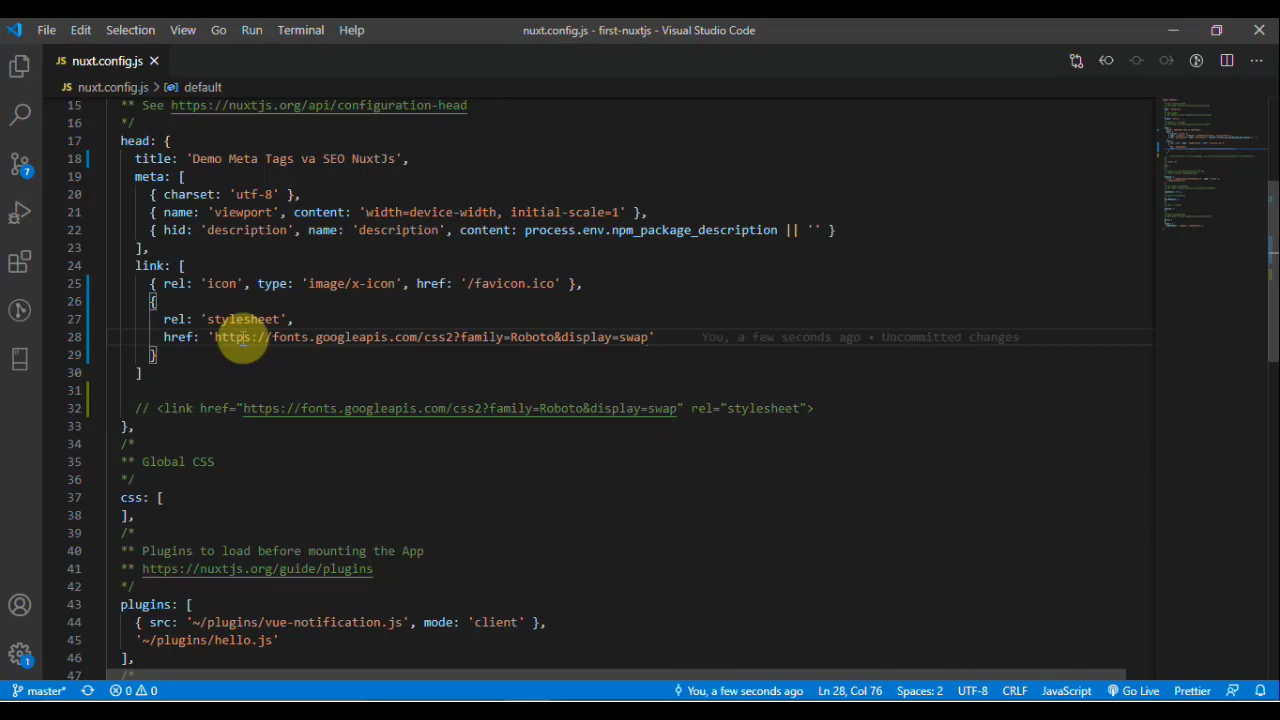 File Edit Selection View Go Run Terminal Help nuxt.config.js - first-nuxtjs - Visual Studio Code
JS nuxt.config.js
JS nuxt.config.js > default
15 ** See https://nuxtjs.org/api/configuration-head
16 */
17 head: {
18 title: 'Demo Meta Tags va SEO NuxtJs',
19 meta: [
20 { charset: 'utf-8' },
21 { name: 'viewport', content: 'width=device-width, initial-scale=1' },
22 { hid: 'description', name: 'description', content: process.env.npm_package_description || '' }
23 ],
24 link: [
25 { rel: 'icon', type: 'image/x-icon', href: '/favicon.ico' },
26 {
27 rel: 'stylesheet',
28 href: 'https://fonts.googleapis.com/css2?family=Roboto&display=swap' You, a few seconds ago • Uncommitted changes
29 }
30 ]
31
32 // <link href="https://fonts.googleapis.com/css2?family=Roboto&display=swap" rel="stylesheet">
33 },
34 /*
35 ** Global CSS
36 */
37 css: [
38 ],
39 /*
40 ** Plugins to load before mounting the App
41 ** https://nuxtjs.org/guide/plugins
42 */
43 plugins: [
44 { src: '~/plugins/vue-notification.js', mode: 'client' },
45 '~/plugins/hello.js'
46 ],
47 /*
7
1
master* 0 0 You, a few seconds ago Ln 28, Col 76 Spaces: 2 UTF-8 CRLF JavaScript Go Live Prettier